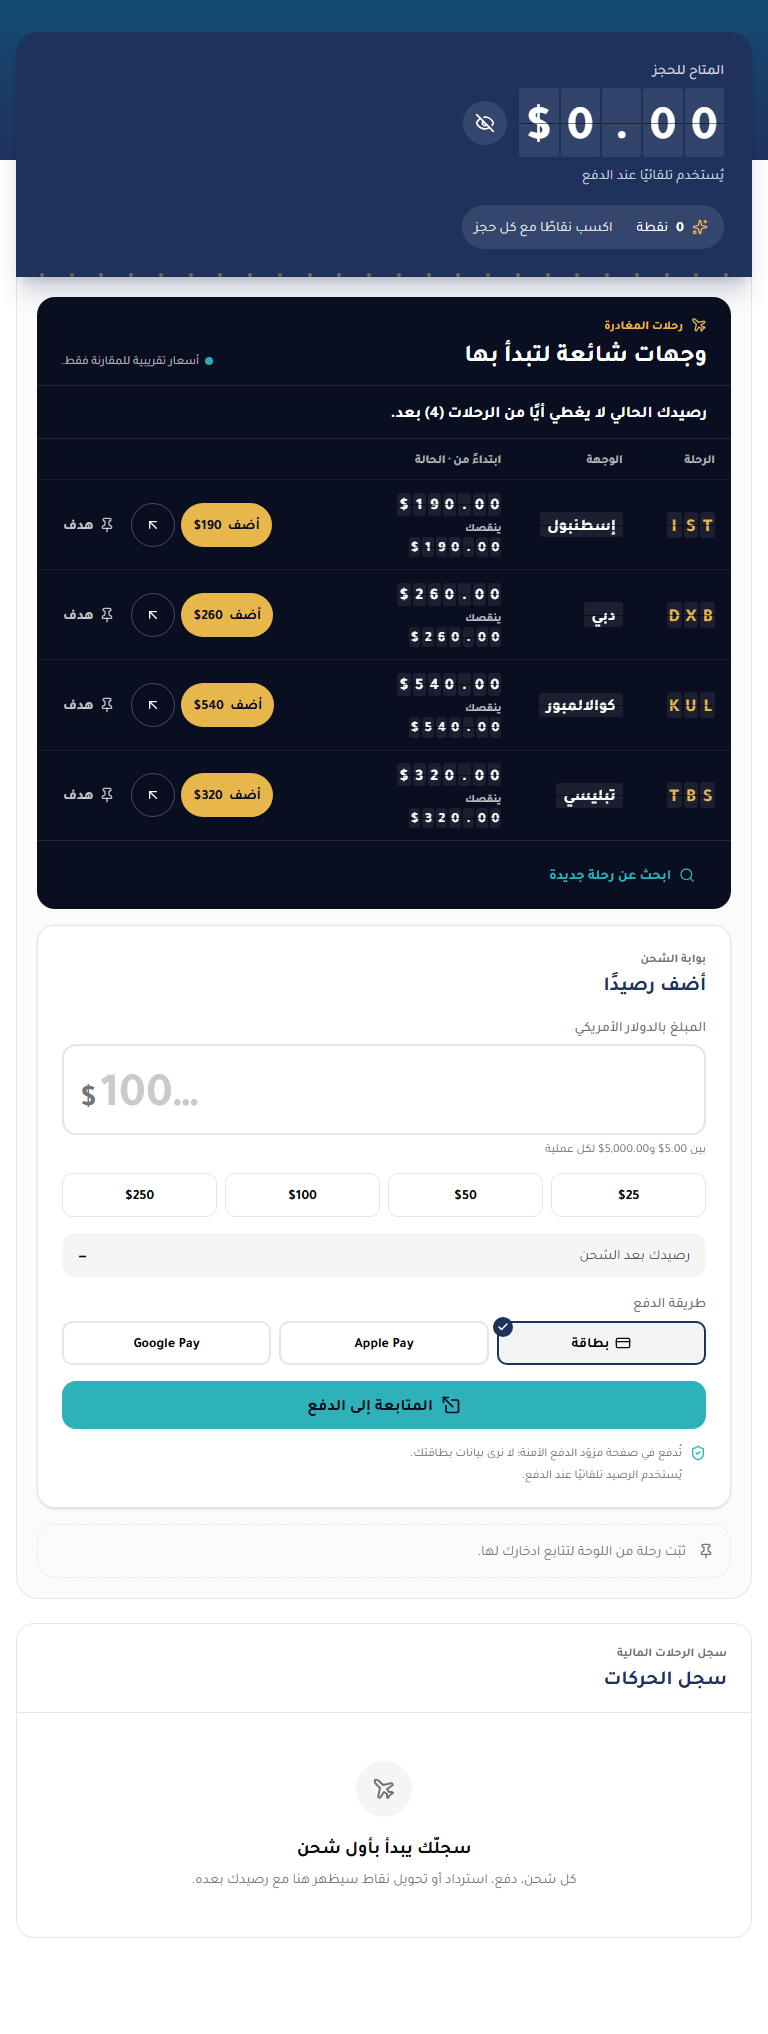 المتاح للحجز
$0.00
يُستخدم تلقائيًا عند الدفع
0 نقطة اكسب نقاطًا مع كل حجز
رحلات المغادرة
وجهات شائعة لتبدأ بها
أسعار تقريبية للمقارنة فقط.
رصيدك الحالي لا يغطي أيًا من الرحلات (4) بعد.
الرحلة الوجهة ابتداءً من · الحالة
IST إسطنبول $190.00 ينقصك $190.00 أضف $190 هدف
DXB دبي $260.00 ينقصك $260.00 أضف $260 هدف
KUL كوالالمبور $540.00 ينقصك $540.00 أضف $540 هدف
TBS تبليسي $320.00 ينقصك $320.00 أضف $320 هدف
ابحث عن رحلة جديدة
بوابة الشحن
أضف رصيدًا
المبلغ بالدولار الأمريكي
$ 100...
بين $5.00 و$5,000.00 لكل عملية
$25 $50 $100 $250
رصيدك بعد الشحن –
طريقة الدفع
بطاقة Apple Pay Google Pay
المتابعة إلى الدفع
تُدفع في صفحة مزوّد الدفع الآمنة؛ لا نرى بيانات بطاقتك.
يُستخدم الرصيد تلقائيًا عند الدفع.
ثبّت رحلة من اللوحة لتتابع ادخارك لها.
سجل الرحلات المالية
سجل الحركات
سجلّك يبدأ بأول شحن
كل شحن، دفع، استرداد أو تحويل نقاط سيظهر هنا مع رصيدك بعده.